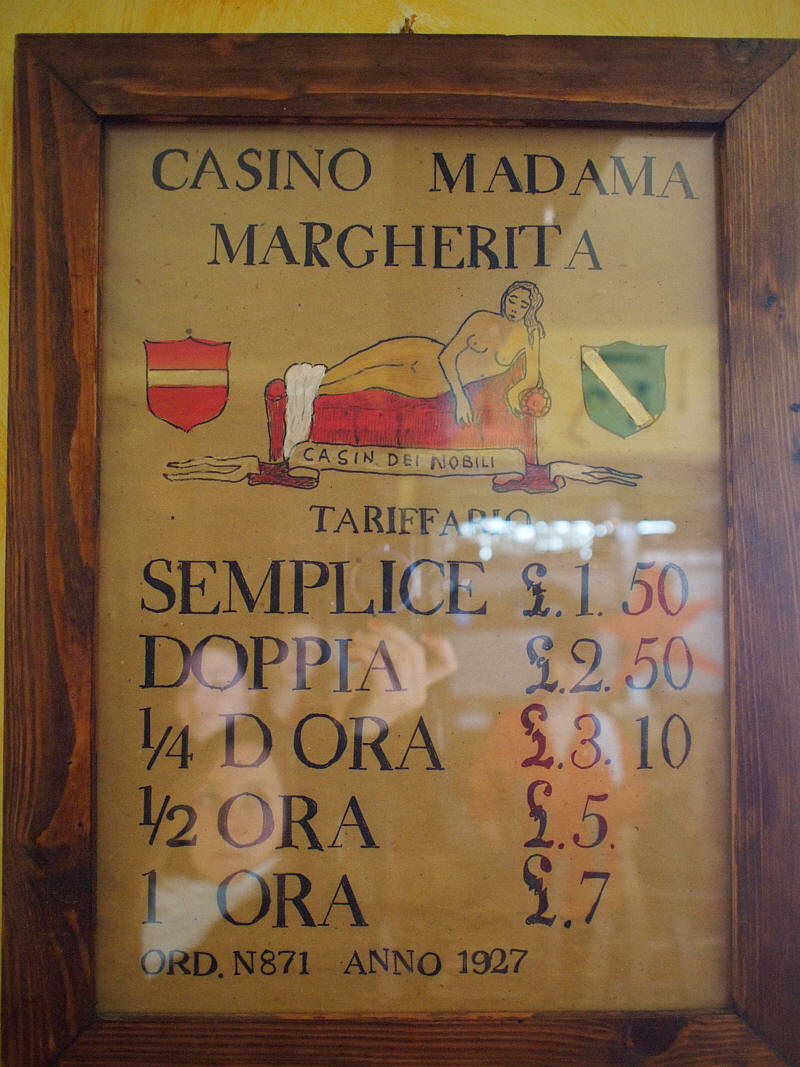 CASINO MADAMA
MARGHERITA
CASIN DEI NOBILI
TARIFFARIO
SEMPLICE £.1.50
DOPPIA £.2.50
1/4 D ORA £.3.10
1/2 ORA £.5.
1 ORA £.7
ORD. N871 ANNO 1927